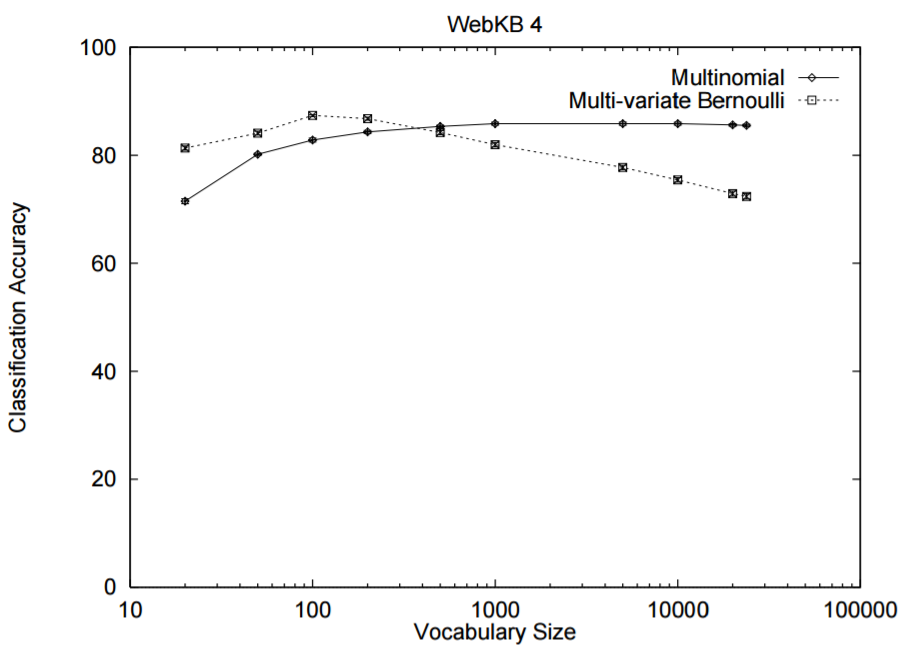 WebKB 4
100
Multinomial
Multi-variate Bernoulli
80
60
Classification Accuracy
40
20
0
10 100 1000 10000 100000
Vocabulary Size